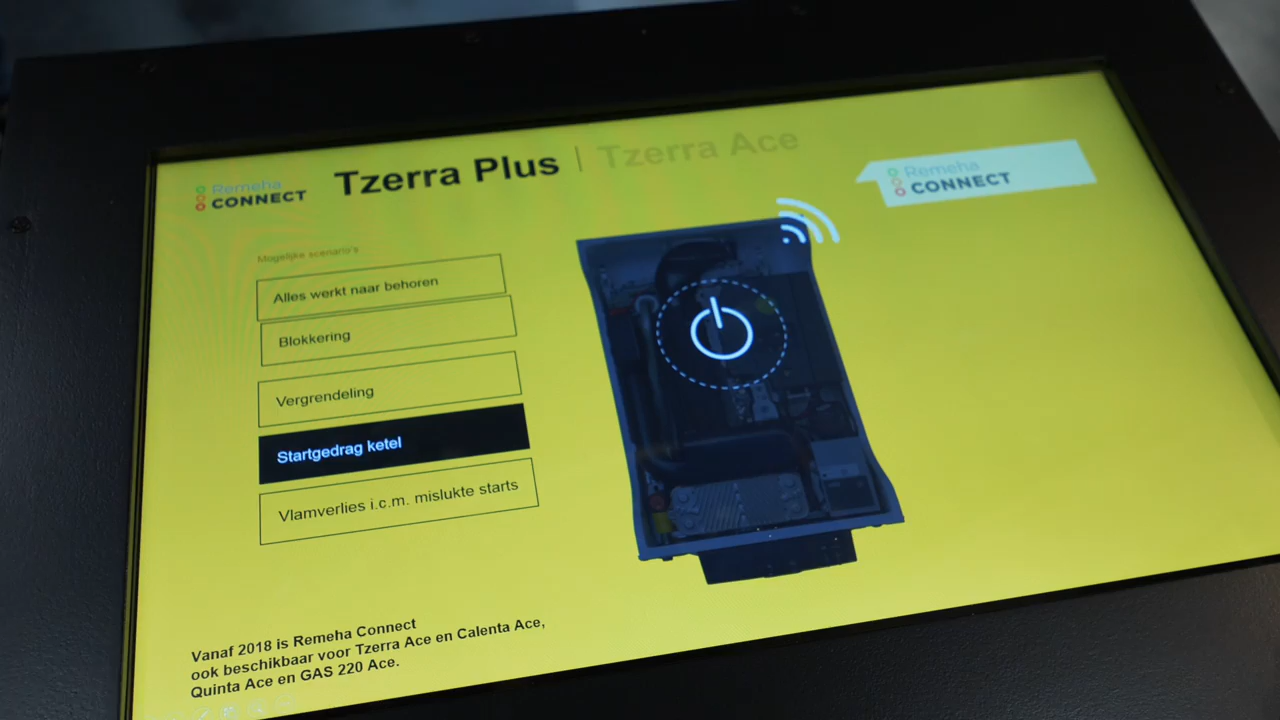 Remeha
CONNECT
Tzerra Plus | Tzerra Ace
Remeha
CONNECT
Mogelijke scenario's
Alles werkt naar behoren
Blokkering
Vergrendeling
Startgedrag ketel
Vlamverlies i.c.m. mislukte starts
Vanaf 2018 is Remeha Connect
ook beschikbaar voor Tzerra Ace en Calenta Ace,
Quinta Ace en GAS 220 Ace.